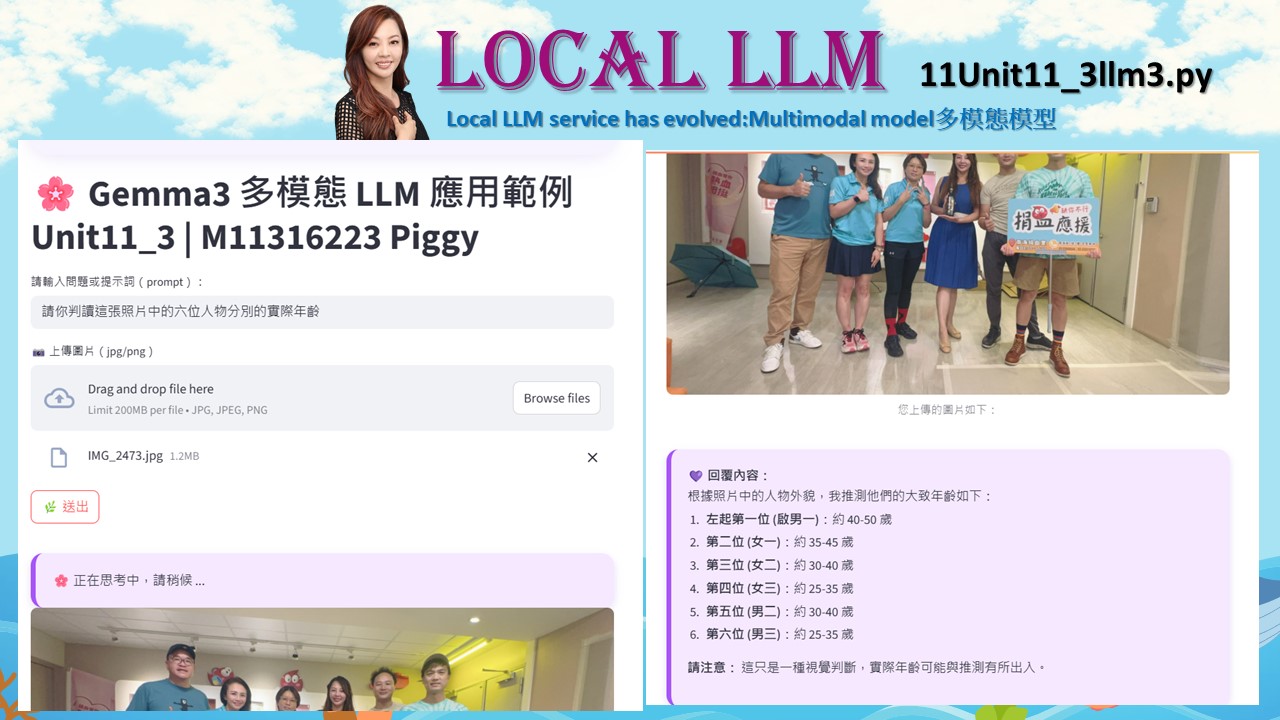 LOCAL LLM
11Unit11_3llm3.py
Local LLM service has evolved:Multimodal model多模態模型
Gemma3 多模態 LLM 應用範例
Unit11_3 | M11316223 Piggy
請輸入問題或提示詞 ( prompt ) ：
請你判讀這張照片中的六位人物分別的實際年齡
上傳圖片 ( jpg/png )
Drag and drop file here
Limit 200MB per file • JPG, JPEG, PNG
Browse files
IMG_2473.jpg 1.2MB
送出
正在思考中，請稍候 ...
捐血應援
您上傳的圖片如下：
回覆內容：
根據照片中的人物外貌，我推測他們的大致年齡如下：
1. 左起第一位 (啟男一)：約 40-50 歲
2. 第二位 (女一)：約 35-45 歲
3. 第三位 (女二)：約 30-40 歲
4. 第四位 (女三)：約 25-35 歲
5. 第五位 (男二)：約 30-40 歲
6. 第六位 (男三)：約 25-35 歲
請注意： 這只是一種視覺判斷，實際年齡可能與推測有所出入。